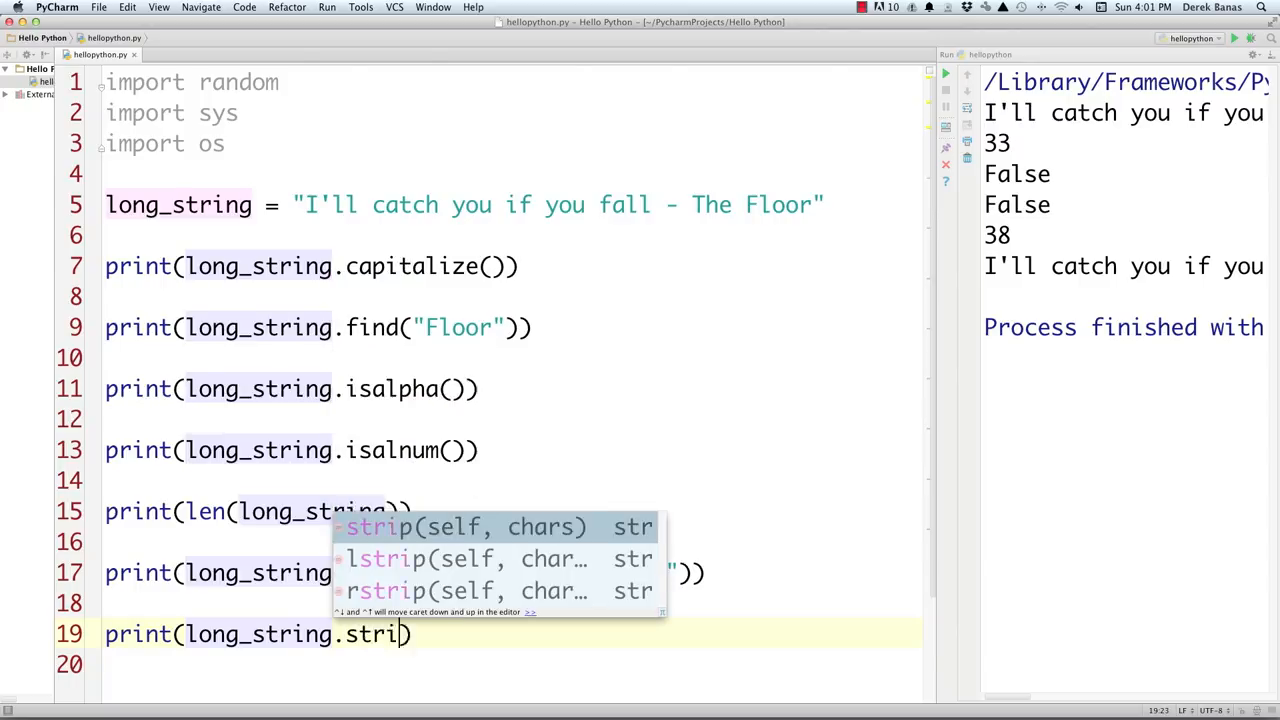 PyCharm File Edit View Navigate Code Refactor Run Tools VCS Window Help 10 Sun 4:01 PM Derek Banas
hellopython.py - Hello Python - [~/PycharmProjects/Hello Python]
Hello Python hellopython.py hellopython
hellopython.py Run hellopython
Hello P
hell
Externa
1 import random
2 import sys
3 import os
4
5 long_string = "I'll catch you if you fall - The Floor"
6
7 print(long_string.capitalize())
8
9 print(long_string.find("Floor"))
10
11 print(long_string.isalpha())
12
13 print(long_string.isalnum())
14
15 print(len(long_string))
16
17 print(long_string "))
18
19 print(long_string.stri)
20
strip(self, chars) str
lstrip(self, char… str
rstrip(self, char… str
^↓ and ^↑ will move caret down and up in the editor >>
/Library/Frameworks/Py
I'll catch you if you
33
False
False
38
I'll catch you if you
Process finished with
19:23 LF UTF-8